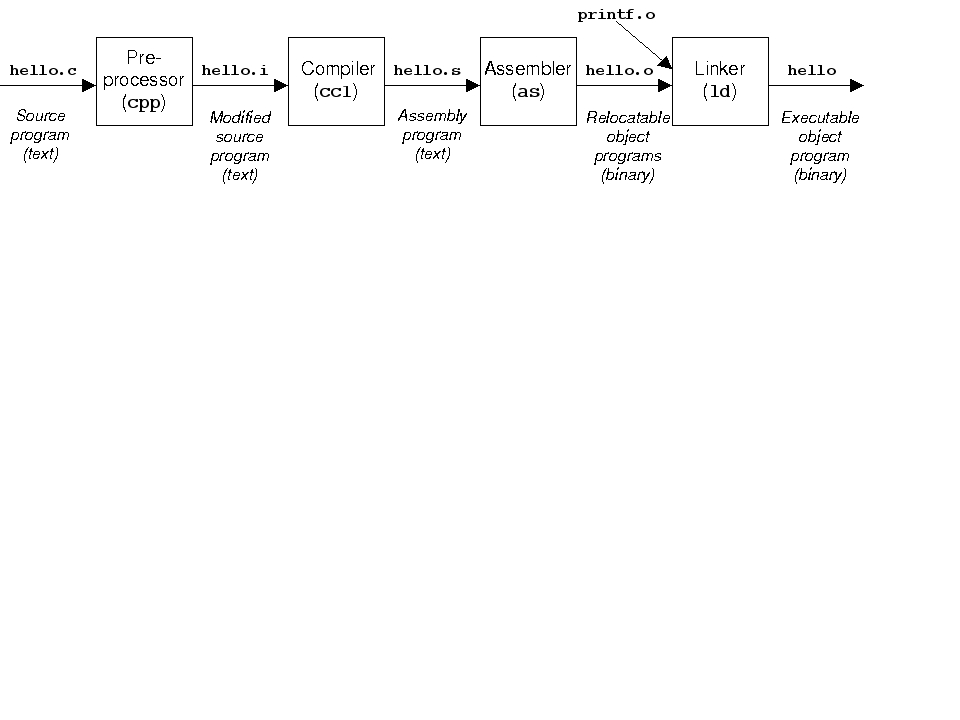 printf.o
hello.c
Pre-
processor
(cpp)
hello.i
Compiler
(cc1)
hello.s
Assembler
(as)
hello.o
Linker
(ld)
hello
Source
program
(text)
Modified
source
program
(text)
Assembly
program
(text)
Relocatable
object
programs
(binary)
Executable
object
program
(binary)